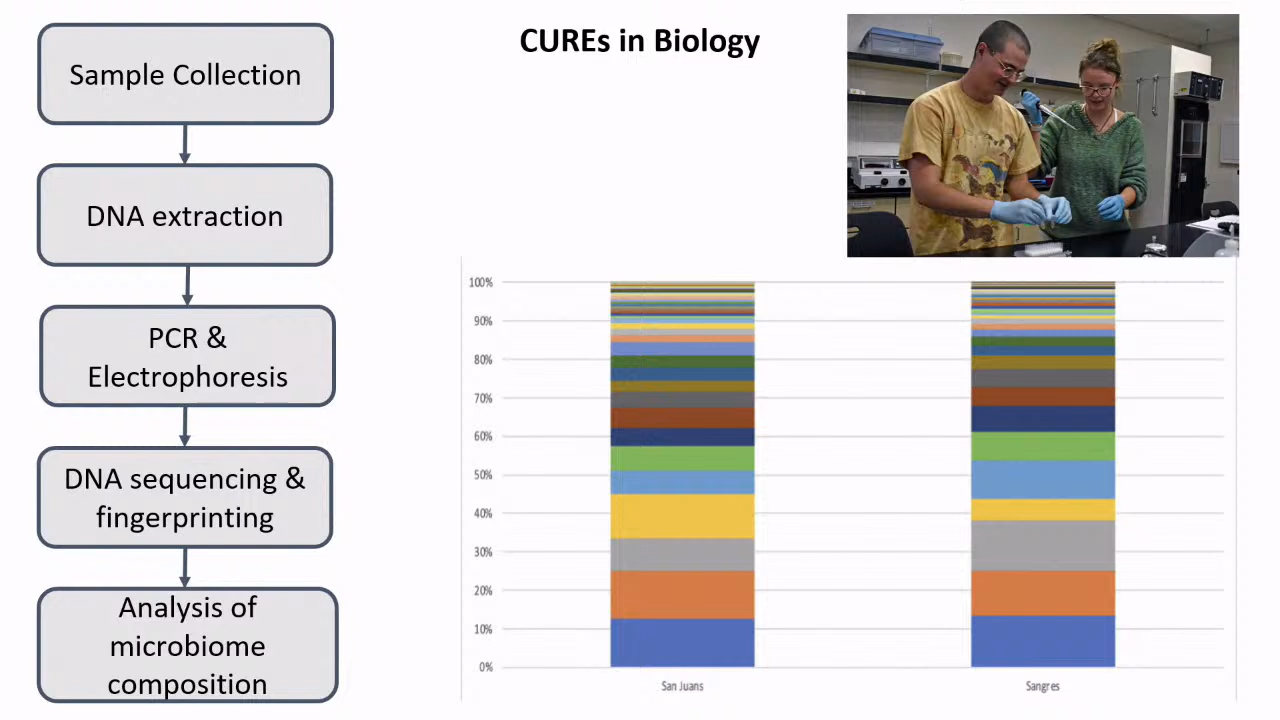 CUREs in Biology
Sample Collection
DNA extraction
PCR &
Electrophoresis
DNA sequencing &
fingerprinting
Analysis of
microbiome
composition
100%
90%
80%
70%
60%
50%
40%
30%
20%
10%
0%
San Juans
Sangres